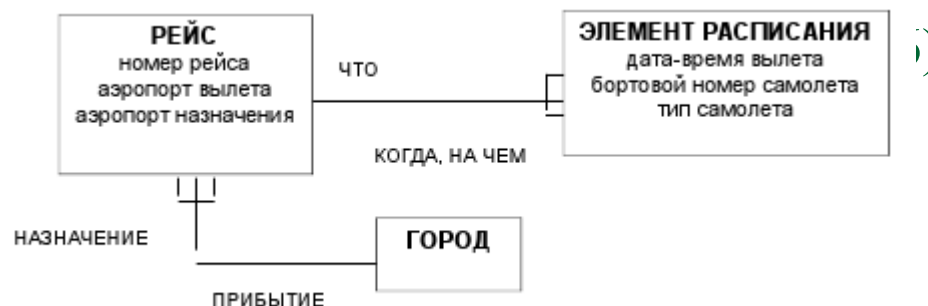 РЕЙС
номер рейса
аэропорт вылета
аэропорт назначения
ЧТО
ЭЛЕМЕНТ РАСПИСАНИЯ
дата-время вылета
бортовой номер самолета
тип самолета
КОГДА, НА ЧЕМ
НАЗНАЧЕНИЕ
ГОРОД
ПРИБЫТИЕ